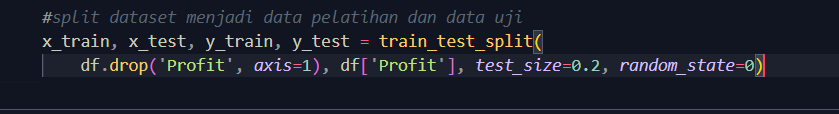 #split dataset menjadi data pelatihan dan data uji
x_train, x_test, y_train, y_test = train_test_split(
df.drop('Profit', axis=1), df['Profit'], test_size=0.2, random_state=0)